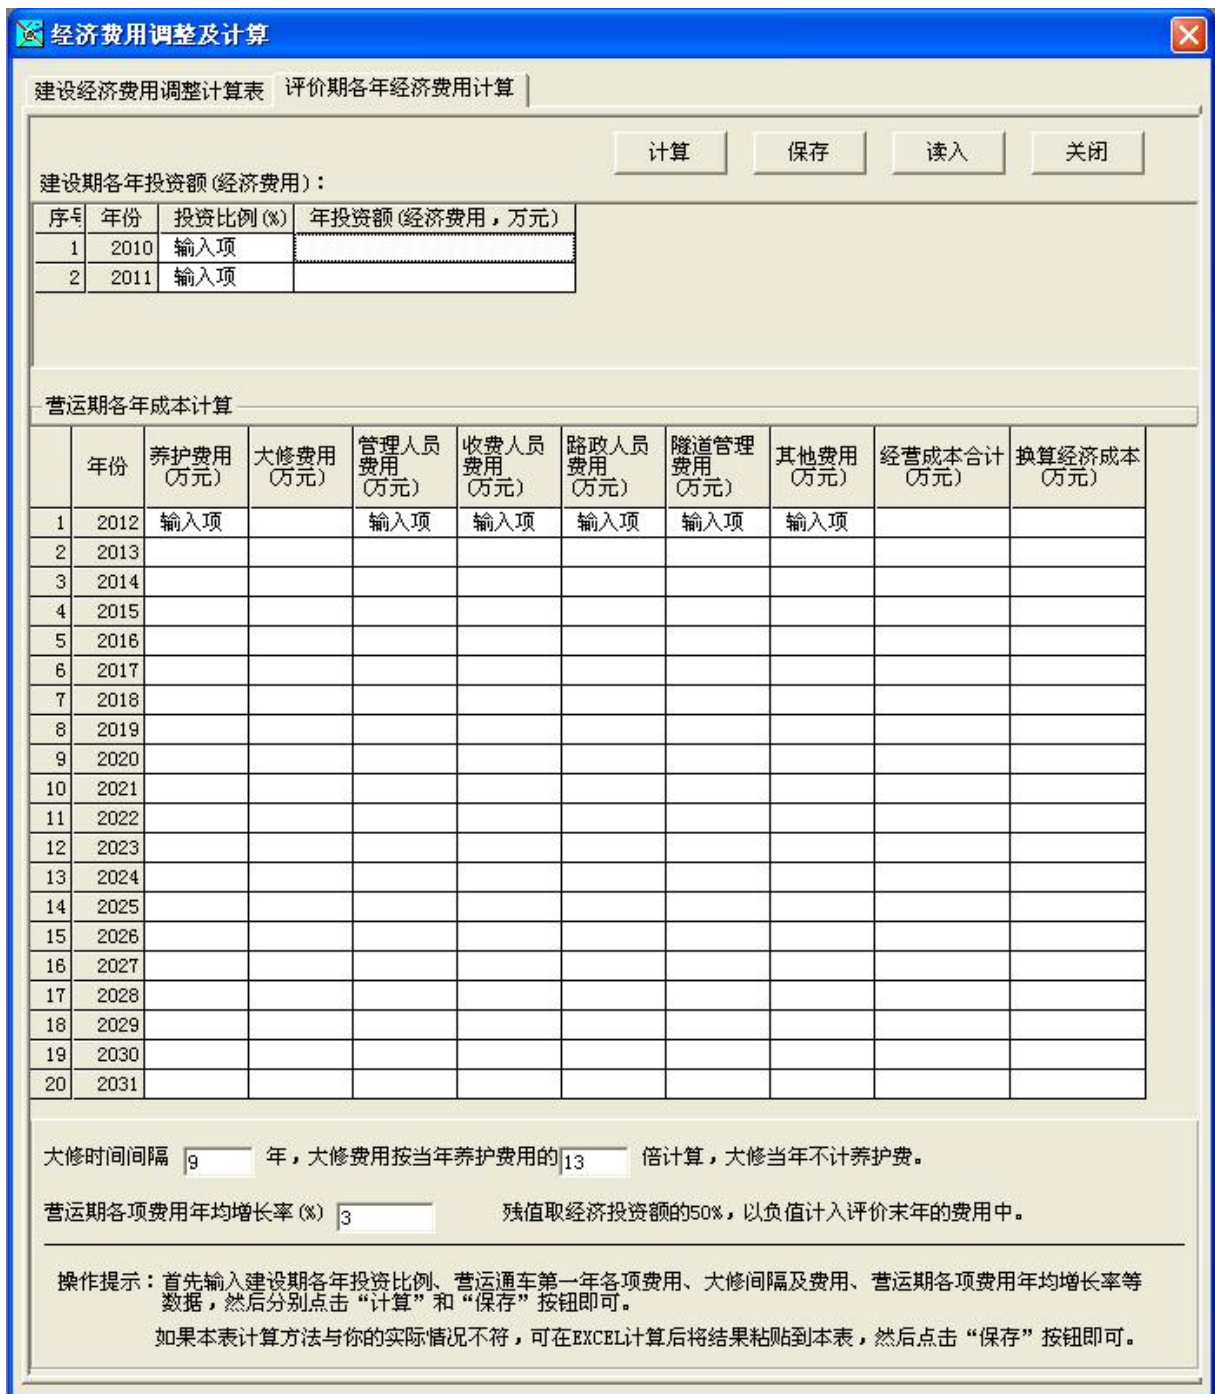 经济费用调整及计算
建设经济费用调整计算表 评价期各年经济费用计算
计算 保存 读入 关闭
建设期各年投资额(经济费用):
序号 年份 投资比例(%) 年投资额(经济费用,万元)
1 2010 输入项
2 2011 输入项
营运期各年成本计算
年份 养护费用(万元) 大修费用(万元) 管理人员费用(万元) 收费人员费用(万元) 路政人员费用(万元) 隧道管理费用(万元) 其他费用(万元) 经营成本合计(万元) 换算经济成本(万元)
1 2012 输入项 输入项 输入项 输入项 输入项 输入项
2 2013
3 2014
4 2015
5 2016
6 2017
7 2018
8 2019
9 2020
10 2021
11 2022
12 2023
13 2024
14 2025
15 2026
16 2027
17 2028
18 2029
19 2030
20 2031
大修时间间隔 9 年,大修费用按当年养护费用的 13 倍计算,大修当年不计养护费。
营运期各项费用年均增长率(%) 3 残值取经济投资额的50%,以负值计入评价末年的费用中。
操作提示:首先输入建设期各年投资比例、营运通车第一年各项费用、大修间隔及费用、营运期各项费用年均增长率等
数据,然后分别点击“计算”和“保存”按钮即可。
如果本表计算方法与你的实际情况不符,可在EXCEL计算后将结果粘贴到本表,然后点击“保存”按钮即可。